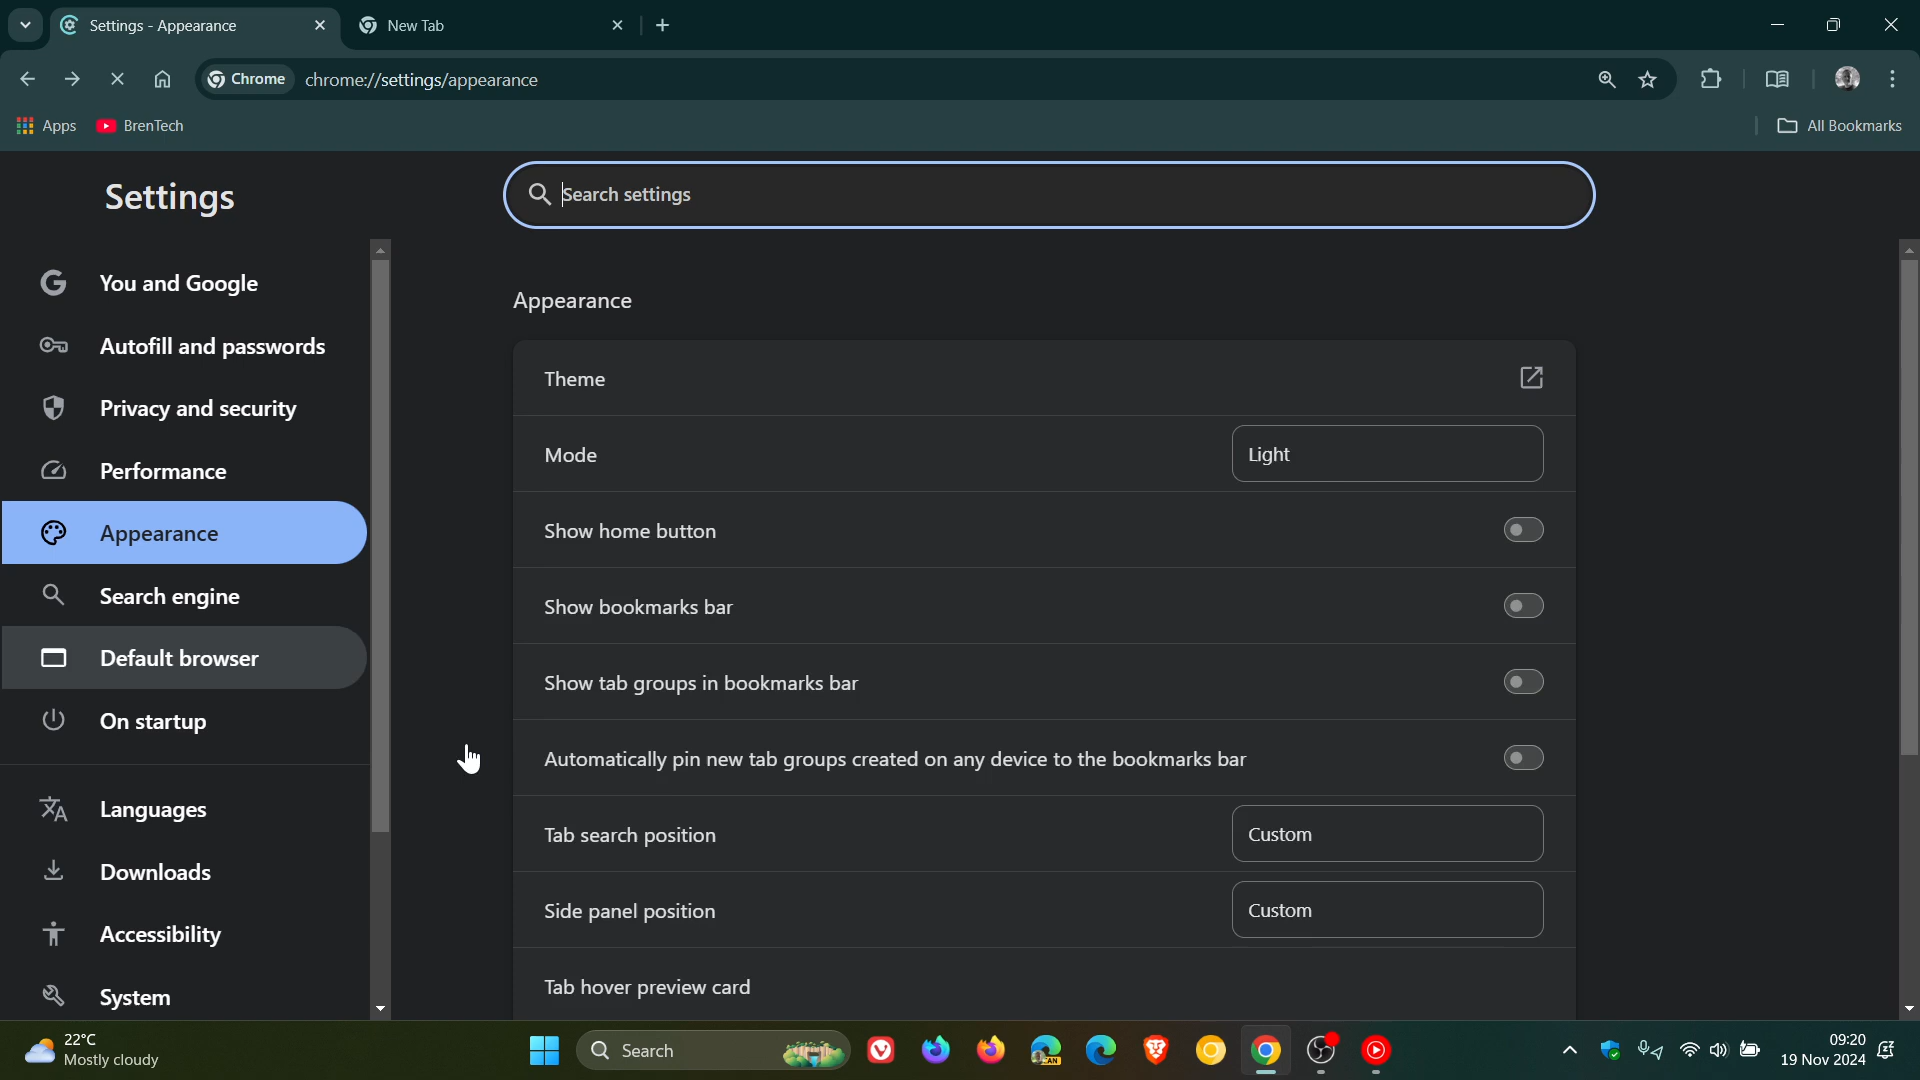 Settings - Appearance
New Tab
Chrome
chrome://settings/appearance
Apps
BrenTech
All Bookmarks
Settings
Search settings
You and Google
Autofill and passwords
Privacy and security
Performance
Appearance
Search engine
Default browser
On startup
Languages
Downloads
Accessibility
System
Appearance
Theme
Mode
Light
Show home button
Show bookmarks bar
Show tab groups in bookmarks bar
Automatically pin new tab groups created on any device to the bookmarks bar
Tab search position
Custom
Side panel position
Custom
Tab hover preview card
22°C
Mostly cloudy
Search
CAN
09:20
19 Nov 2024